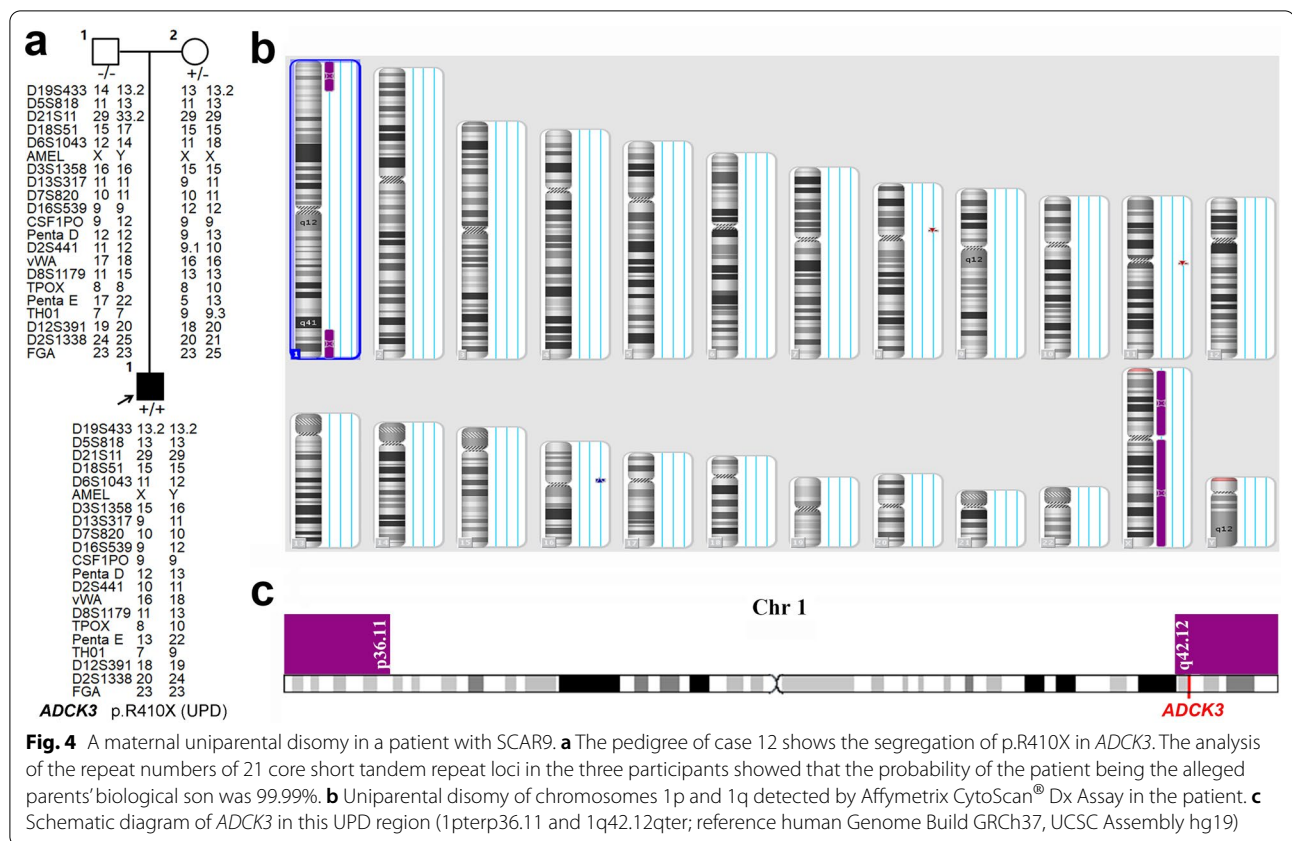 a
1 2
-/- +/-
D19S433 14 13.2 13 13.2
D5S818 11 13 11 13
D21S11 29 33.2 29 29
D18S51 15 17 15 15
D6S1043 12 14 11 18
AMEL X Y X X
D3S1358 16 16 15 15
D13S317 11 11 9 11
D7S820 10 11 10 11
D16S539 9 9 12 12
CSF1PO 9 12 9 9
Penta D 12 12 9 13
D2S441 11 12 9.1 10
vWA 17 18 16 16
D8S1179 11 15 13 13
TPOX 8 8 8 10
Penta E 17 22 5 13
TH01 7 7 9 9.3
D12S391 19 20 18 20
D2S1338 24 25 20 21
FGA 23 23 23 25
1
+/+
D19S433 13.2 13.2
D5S818 13 13
D21S11 29 29
D18S51 15 15
D6S1043 11 12
AMEL X Y
D3S1358 15 16
D13S317 9 11
D7S820 10 10
D16S539 9 12
CSF1PO 9 9
Penta D 12 13
D2S441 10 11
vWA 16 18
D8S1179 11 13
TPOX 8 10
Penta E 13 22
TH01 7 9
D12S391 18 19
D2S1338 20 24
FGA 23 23
ADCK3 p.R410X (UPD)
b
q12
q41
1
q12
q12
c
Chr 1
p36.11
q42.12
ADCK3
Fig. 4 A maternal uniparental disomy in a patient with SCAR9. a The pedigree of case 12 shows the segregation of p.R410X in ADCK3. The analysis
of the repeat numbers of 21 core short tandem repeat loci in the three participants showed that the probability of the patient being the alleged
parents' biological son was 99.99%. b Uniparental disomy of chromosomes 1p and 1q detected by Affymetrix CytoScan® Dx Assay in the patient. c
Schematic diagram of ADCK3 in this UPD region (1pterp36.11 and 1q42.12qter; reference human Genome Build GRCh37, UCSC Assembly hg19)